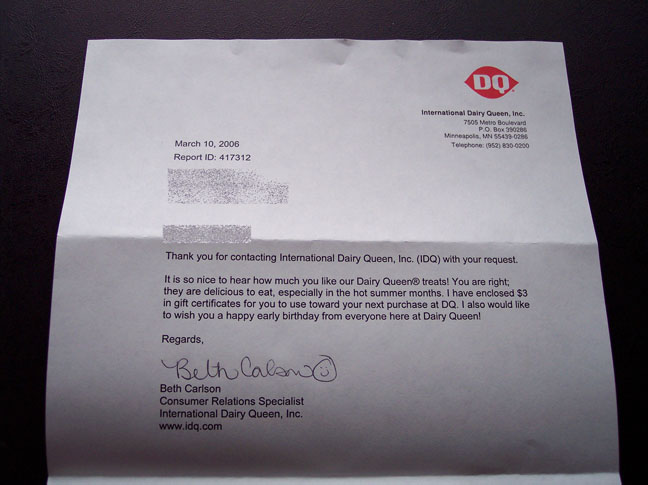 DQ
International Dairy Queen, Inc.
7505 Metro Boulevard
P.O. Box 390286
Minneapolis, MN 55439-0286
Telephone: (952) 830-0200
March 10, 2006
Report ID: 417312
Thank you for contacting International Dairy Queen, Inc. (IDQ) with your request.
It is so nice to hear how much you like our Dairy Queen® treats! You are right;
they are delicious to eat, especially in the hot summer months. I have enclosed $3
in gift certificates for you to use toward your next purchase at DQ. I also would like
to wish you a happy early birthday from everyone here at Dairy Queen!
Regards,
Beth Carlson
Beth Carlson
Consumer Relations Specialist
International Dairy Queen, Inc.
www.idq.com